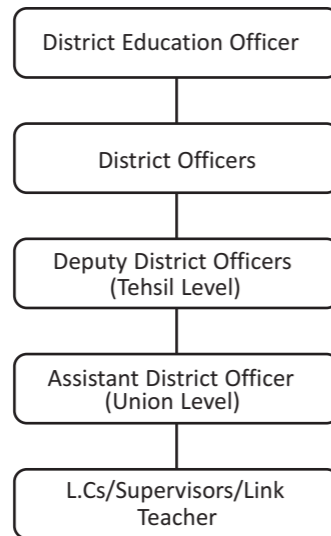 District Education Officer
District Officers
Deputy District Officers
(Tehsil Level)
Assistant District Officer
(Union Level)
L.Cs/Supervisors/Link
Teacher